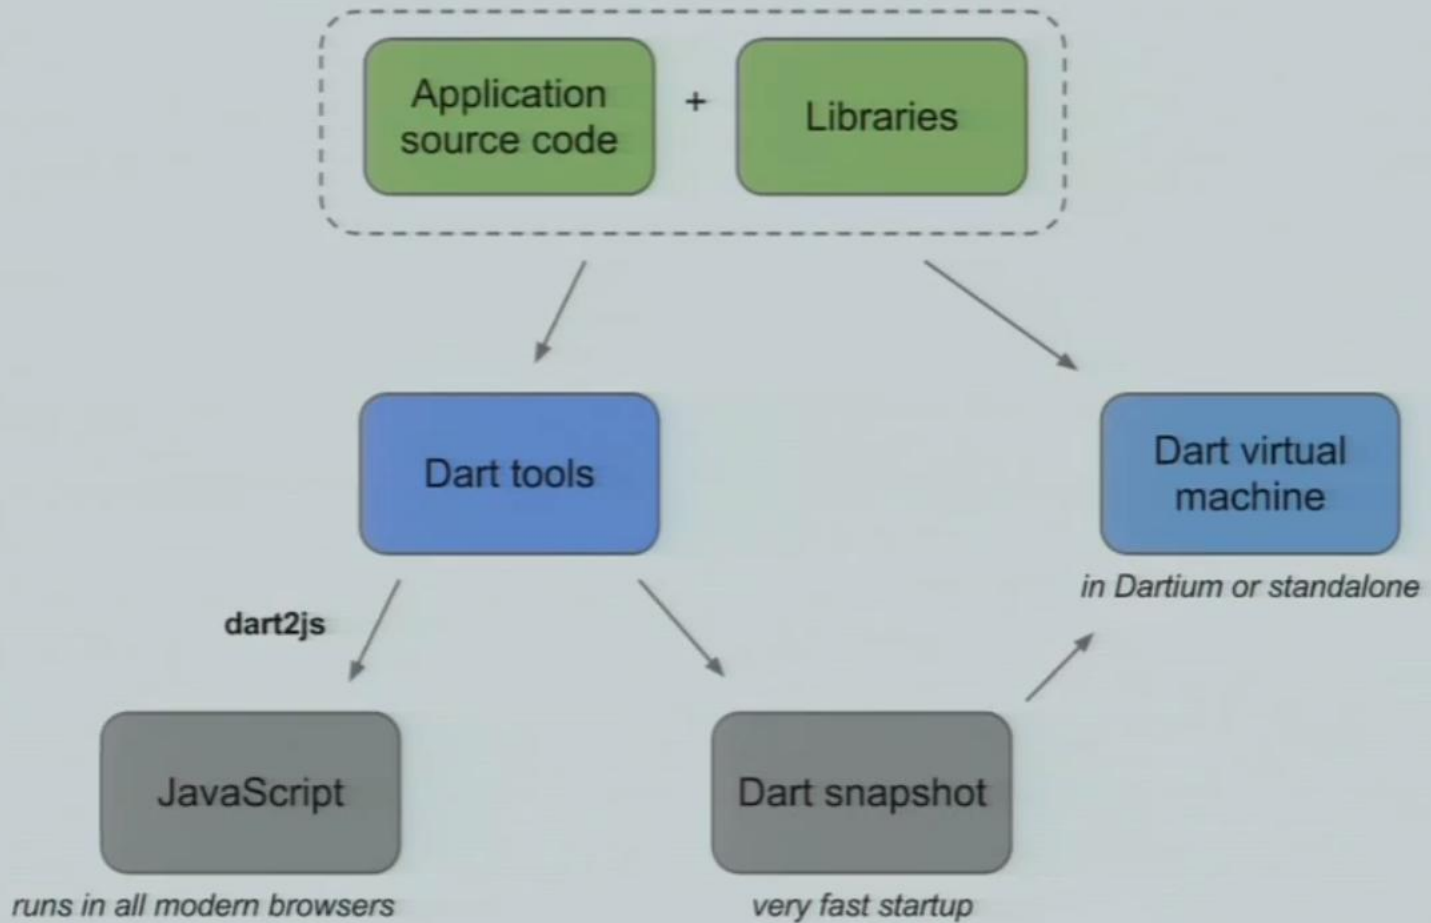 Application
source code
+
Libraries
Dart tools
Dart virtual
machine
in Dartium or standalone
dart2js
JavaScript
Dart snapshot
runs in all modern browsers
very fast startup